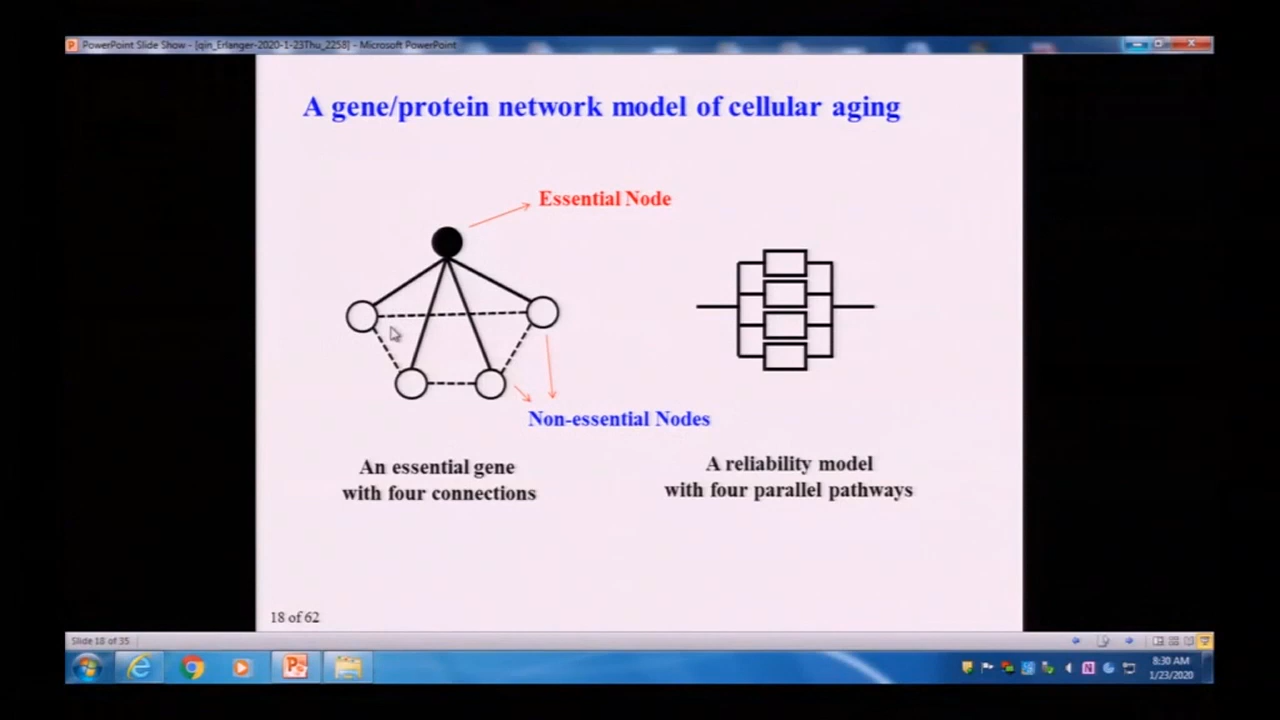 PowerPoint Slide Show - [qin_Erlanger-2020-1-23Thu_2258] - Microsoft PowerPoint
A gene/protein network model of cellular aging
Essential Node
Non-essential Nodes
An essential gene
with four connections
A reliability model
with four parallel pathways
18 of 62
Slide 18 of 35
8:30 AM
1/23/2020